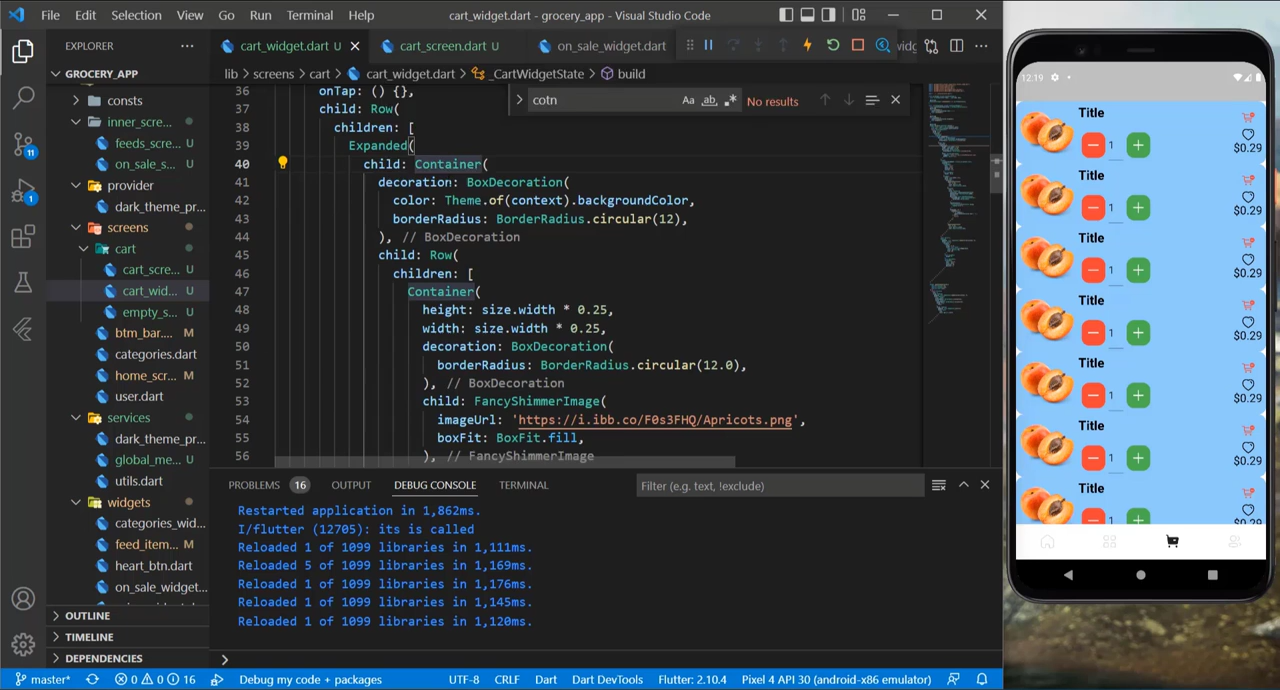 File Edit Selection View Go Run Terminal Help cart_widget.dart - grocery_app - Visual Studio Code
EXPLORER
GROCERY_APP
consts
inner_scre...
feeds_scre... U
on_sale_s... U
provider
dark_theme_pr...
screens
cart
cart_scre... U
cart_wid... U
empty_s... U
btm_bar.... M
categories.dart
home_scr... M
user.dart
services
dark_theme_pr...
global_me... U
utils.dart
widgets
categories_wid...
feed_item... M
heart_btn.dart
on_sale_widget...
OUTLINE
TIMELINE
DEPENDENCIES
11
1
cart_widget.dart U cart_screen.dart U on_sale_widget.dart
lib > screens > cart > cart_widget.dart > _CartWidgetState > build
cotn Aa ab No results
36 onTap: () {},
37 child: Row(
38 children: [
39 Expanded(
40 child: Container(
41 decoration: BoxDecoration(
42 color: Theme.of(context).backgroundColor,
43 borderRadius: BorderRadius.circular(12),
44 ), // BoxDecoration
45 child: Row(
46 children: [
47 Container(
48 height: size.width * 0.25,
49 width: size.width * 0.25,
50 decoration: BoxDecoration(
51 borderRadius: BorderRadius.circular(12.0),
52 ), // BoxDecoration
53 child: FancyShimmerImage(
54 imageUrl: 'https://i.ibb.co/F0s3FHQ/Apricots.png',
55 boxFit: BoxFit.fill,
56 ), // FancyShimmerImage
PROBLEMS 16 OUTPUT DEBUG CONSOLE TERMINAL Filter (e.g. text, !exclude)
Restarted application in 1,862ms.
I/flutter (12705): its is called
Reloaded 1 of 1099 libraries in 1,111ms.
Reloaded 5 of 1099 libraries in 1,169ms.
Reloaded 1 of 1099 libraries in 1,176ms.
Reloaded 1 of 1099 libraries in 1,145ms.
Reloaded 1 of 1099 libraries in 1,120ms.
master* 0 0 16 Debug my code + packages UTF-8 CRLF Dart Dart DevTools Flutter: 2.10.4 Pixel 4 API 30 (android-x86 emulator)
12:19
Title
1
$0.29
Title
1
$0.29
Title
1
$0.29
Title
1
$0.29
Title
1
$0.29
Title
1
$0.29
Title
1
$0.29